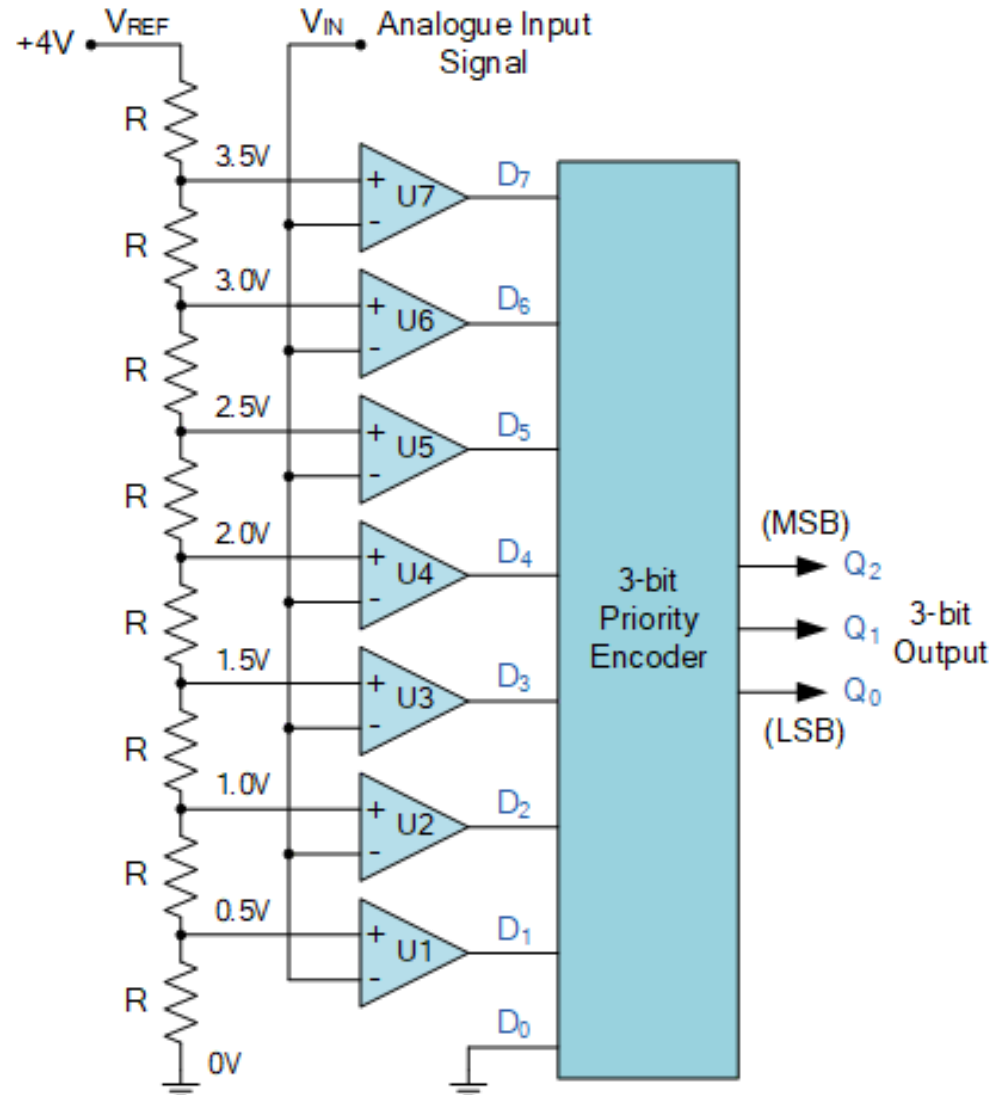 +4V
V_REF
V_IN
Analogue Input
Signal
R
3.5V
+
-
U7
D₇
R
3.0V
+
-
U6
D₆
R
2.5V
+
-
U5
D₅
R
2.0V
+
-
U4
D₄
R
1.5V
+
-
U3
D₃
R
1.0V
+
-
U2
D₂
R
0.5V
+
-
U1
D₁
R
0V
D₀
3-bit
Priority
Encoder
(MSB)
Q₂
Q₁
Q₀
(LSB)
3-bit
Output